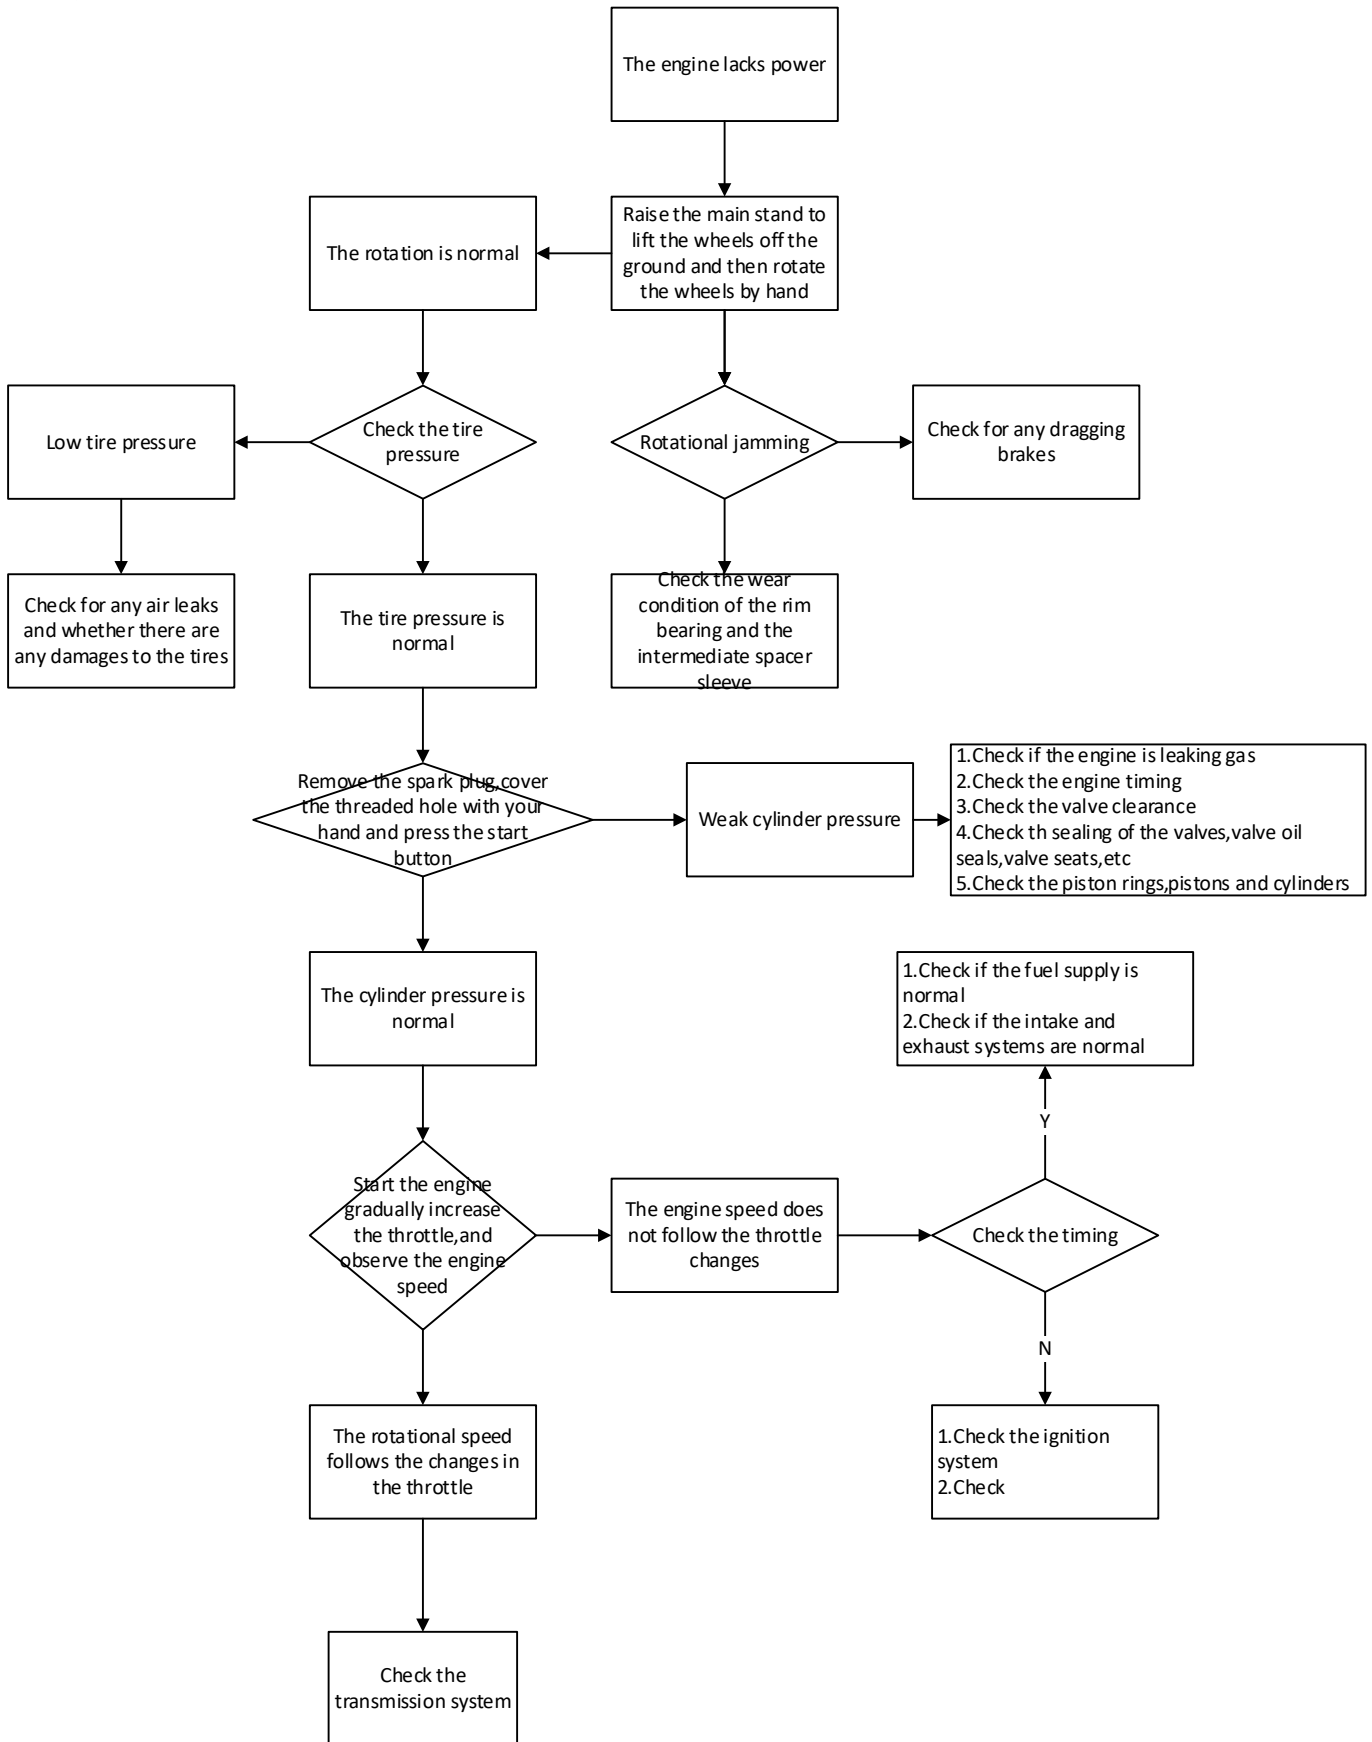 The engine lacks power
Raise the main stand to
lift the wheels off the
ground and then rotate
the wheels by hand
The rotation is normal
Low tire pressure
Check the tire
pressure
Rotational jamming
Check for any dragging
brakes
Check for any air leaks
and whether there are
any damages to the tires
The tire pressure is
normal
Check the wear
condition of the rim
bearing and the
intermediate spacer
sleeve
Remove the spark plug,cover
the threaded hole with your
hand and press the start
button
Weak cylinder pressure
1.Check if the engine is leaking gas
2.Check the engine timing
3.Check the valve clearance
4.Check th sealing of the valves,valve oil
seals,valve seats,etc
5.Check the piston rings,pistons and cylinders
The cylinder pressure is
normal
1.Check if the fuel supply is
normal
2.Check if the intake and
exhaust systems are normal
Y
Start the engine
gradually increase
the throttle,and
observe the engine
speed
The engine speed does
not follow the throttle
changes
Check the timing
N
The rotational speed
follows the changes in
the throttle
1.Check the ignition
system
2.Check
Check the
transmission system